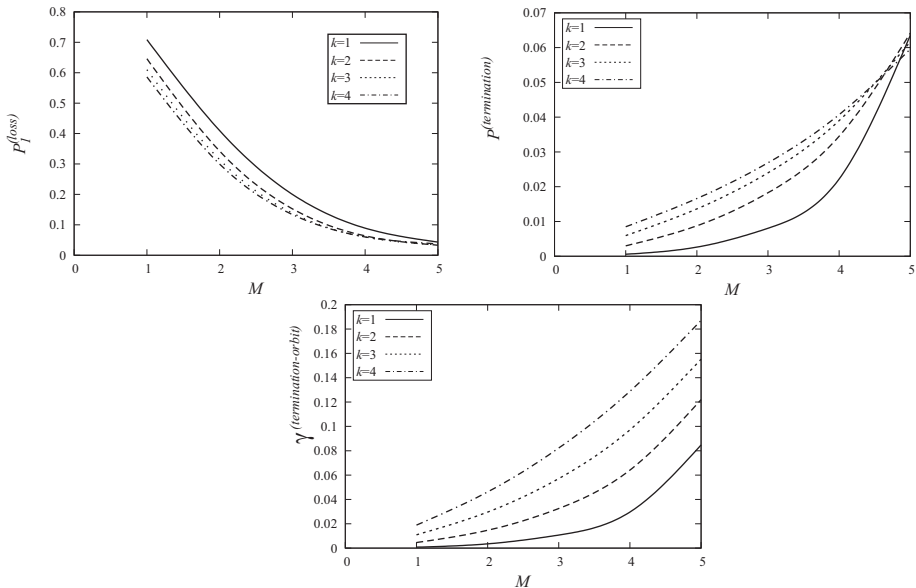 0.8
0.7
0.6
0.5
0.4
0.3
0.2
0.1
0
P_1^{(loss)}
k=1
k=2
k=3
k=4
0 1 2 3 4 5
M
0.07
0.06
0.05
0.04
0.03
0.02
0.01
0
P^{(termination)}
k=1
k=2
k=3
k=4
0 1 2 3 4 5
M
0.2
0.18
0.16
0.14
0.12
0.1
0.08
0.06
0.04
0.02
0
γ^{(termination-orbit)}
k=1
k=2
k=3
k=4
0 1 2 3 4 5
M